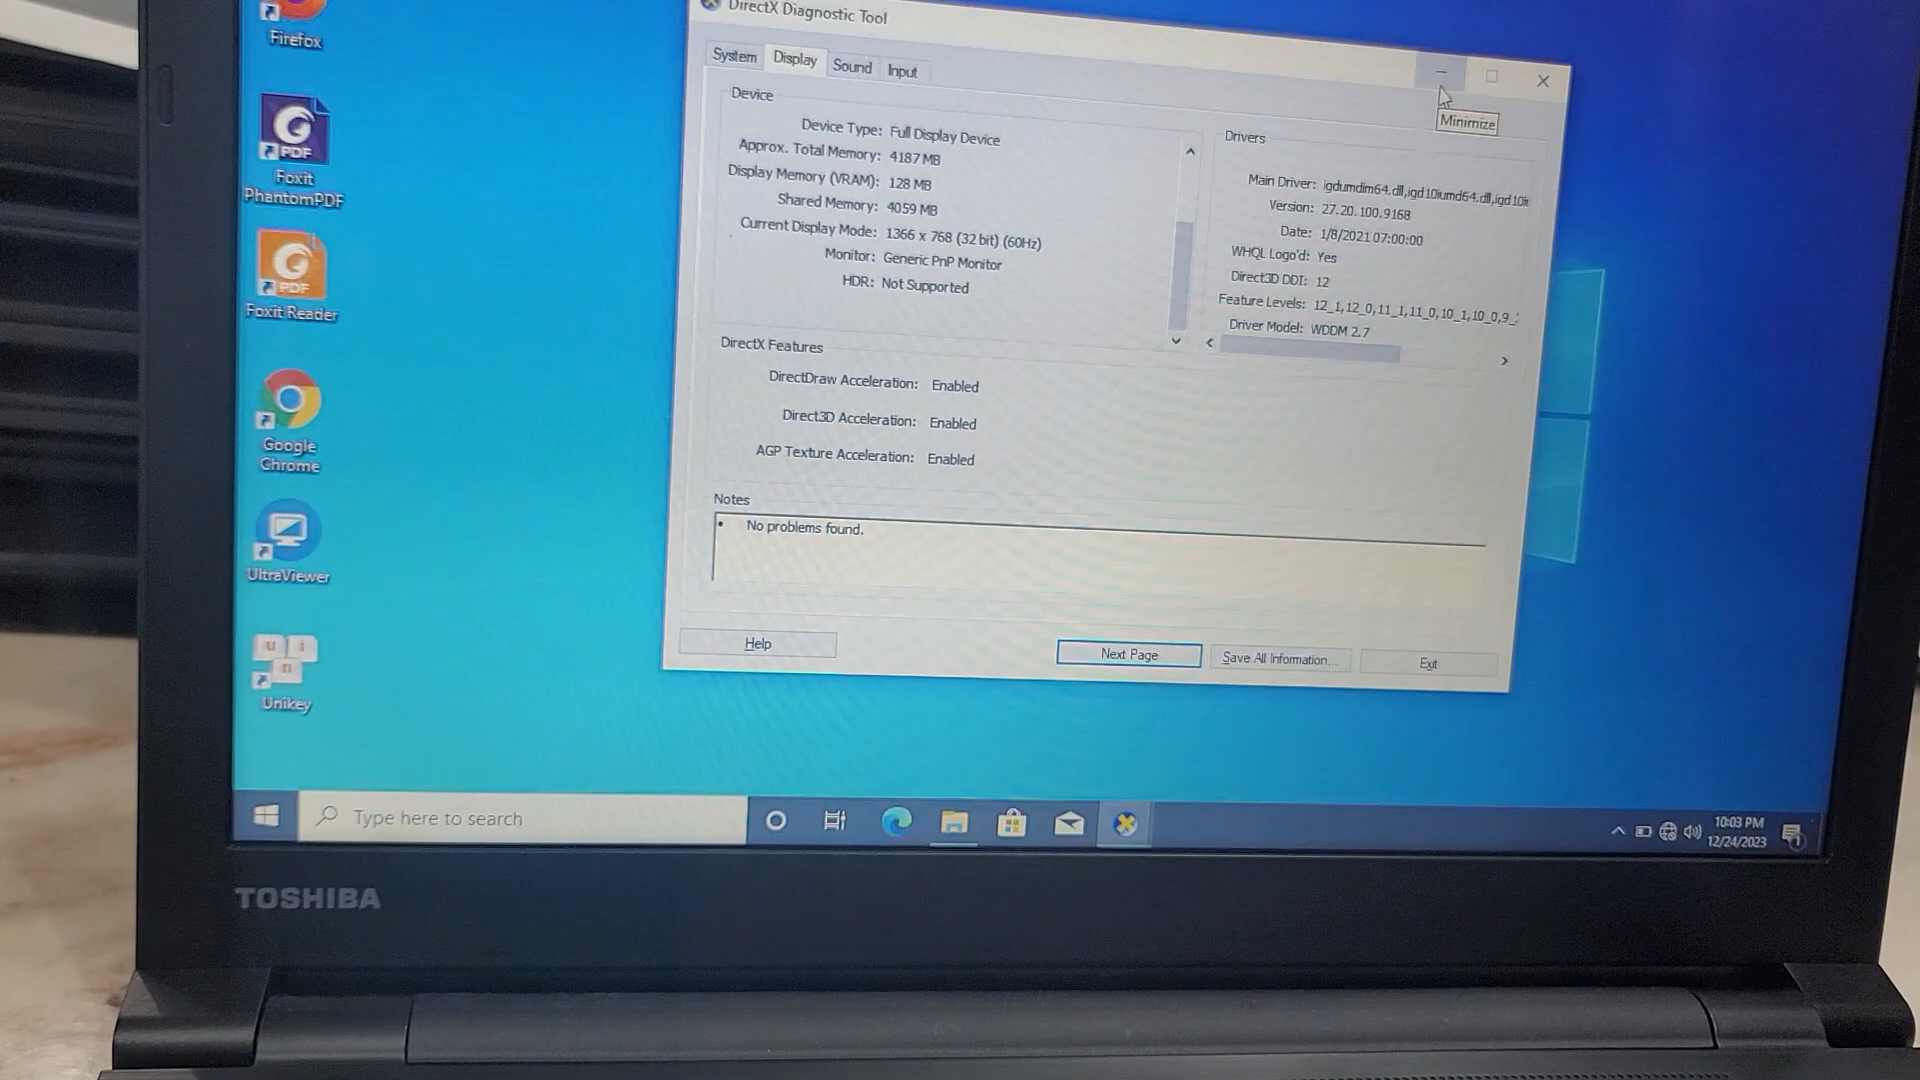 Firefox
PDF
Foxit
PhantomPDF
PDF
Foxit Reader
Google
Chrome
UltraViewer
u i
n
Unikey
DirectX Diagnostic Tool
System Display Sound Input
Minimize
Device
Device Type: Full Display Device
Approx. Total Memory: 4187 MB
Display Memory (VRAM): 128 MB
Shared Memory: 4059 MB
Current Display Mode: 1366 x 768 (32 bit) (60Hz)
Monitor: Generic PnP Monitor
HDR: Not Supported
Drivers
Main Driver: igdumdim64.dll,igd10iumd64.dll,igd10iu
Version: 27.20.100.9168
Date: 1/8/2021 07:00:00
WHQL Logo'd: Yes
Direct3D DDI: 12
Feature Levels: 12_1,12_0,11_1,11_0,10_1,10_0,9_
Driver Model: WDDM 2.7
DirectX Features
DirectDraw Acceleration: Enabled
Direct3D Acceleration: Enabled
AGP Texture Acceleration: Enabled
Notes
• No problems found.
Help
Next Page
Save All Information...
Exit
Type here to search
10:03 PM
12/24/2023
1
TOSHIBA